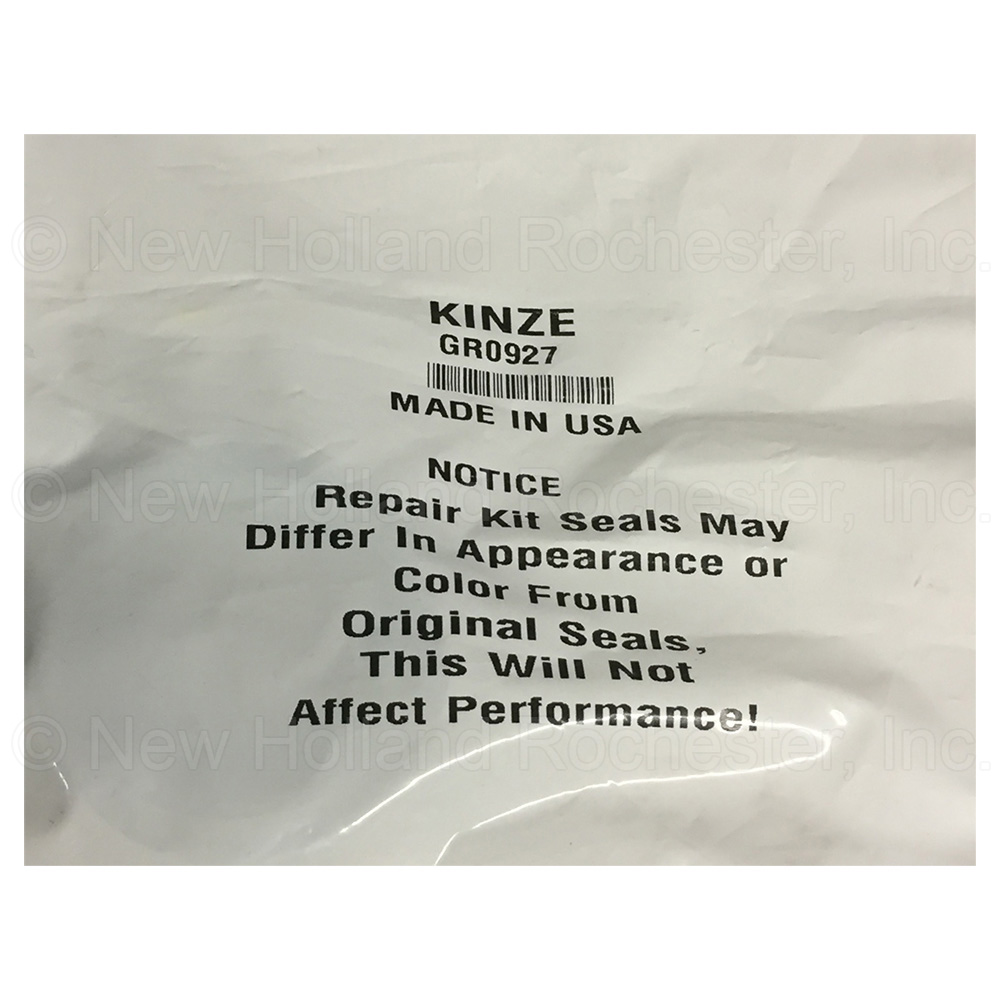 © New Holland Rochester, Inc.
KINZE
GR0927
MADE IN USA
© New Holland Rochester, Inc.
NOTICE
Repair Kit Seals May
Differ In Appearance or
Color From
Original Seals,
This Will Not
Affect Performance!
© New Holland Rochester, Inc.